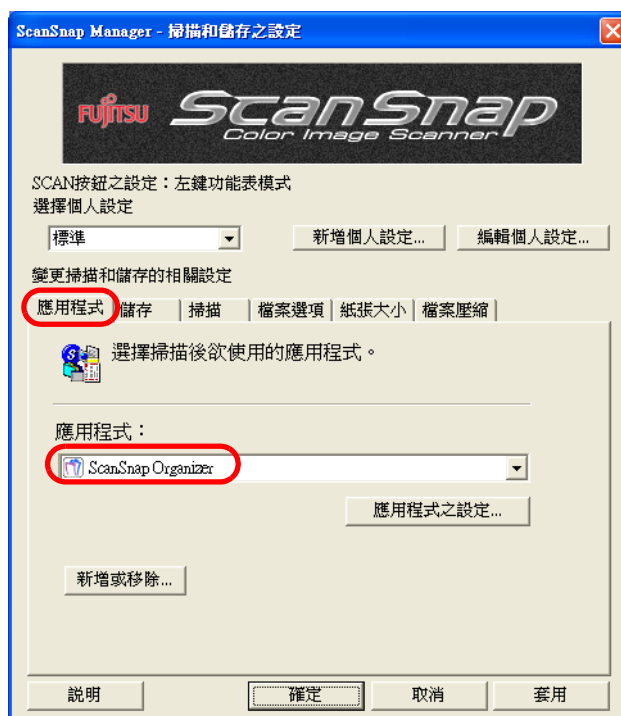 ScanSnap Manager - 掃描和儲存之設定
FUJITSU ScanSnap
Color Image Scanner
SCAN按鈕之設定：左鍵功能表模式
選擇個人設定
標準 新增個人設定... 編輯個人設定...
變更掃描和儲存的相關設定
應用程式 儲存 掃描 檔案選項 紙張大小 檔案壓縮
選擇掃描後欲使用的應用程式。
應用程式：
ScanSnap Organizer
應用程式之設定...
新增或移除...
説明 確定 取消 套用